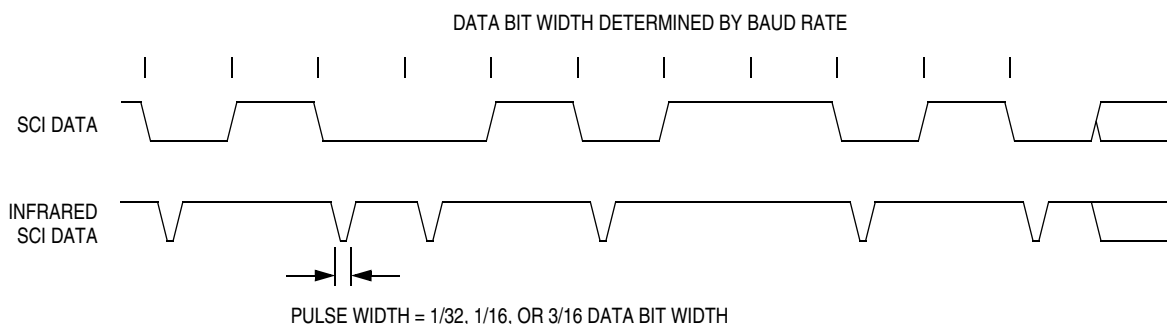 DATA BIT WIDTH DETERMINED BY BAUD RATE
SCI DATA
INFRARED
SCI DATA
PULSE WIDTH = 1/32, 1/16, OR 3/16 DATA BIT WIDTH